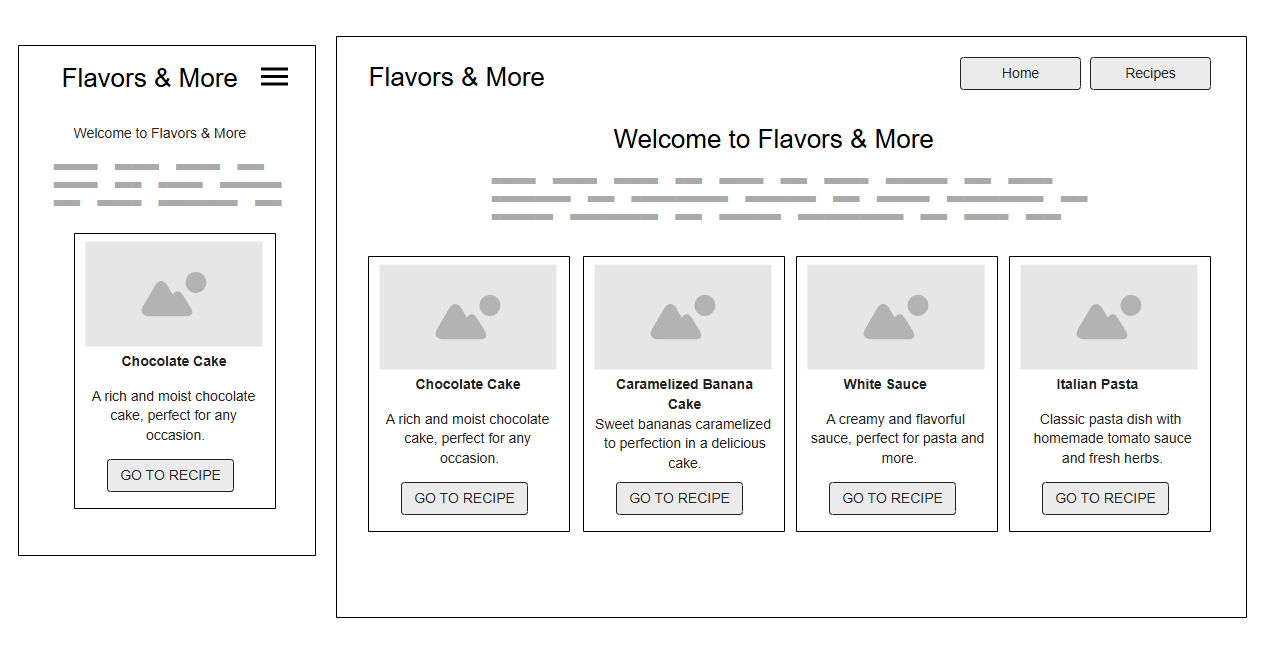 Flavors & More
Welcome to Flavors & More
Chocolate Cake
A rich and moist chocolate
cake, perfect for any
occasion.
GO TO RECIPE
Flavors & More
Home
Recipes
Welcome to Flavors & More
Chocolate Cake
A rich and moist chocolate
cake, perfect for any
occasion.
GO TO RECIPE
Caramelized Banana
Cake
Sweet bananas caramelized
to perfection in a delicious
cake.
GO TO RECIPE
White Sauce
A creamy and flavorful
sauce, perfect for pasta and
more.
GO TO RECIPE
Italian Pasta
Classic pasta dish with
homemade tomato sauce
and fresh herbs.
GO TO RECIPE